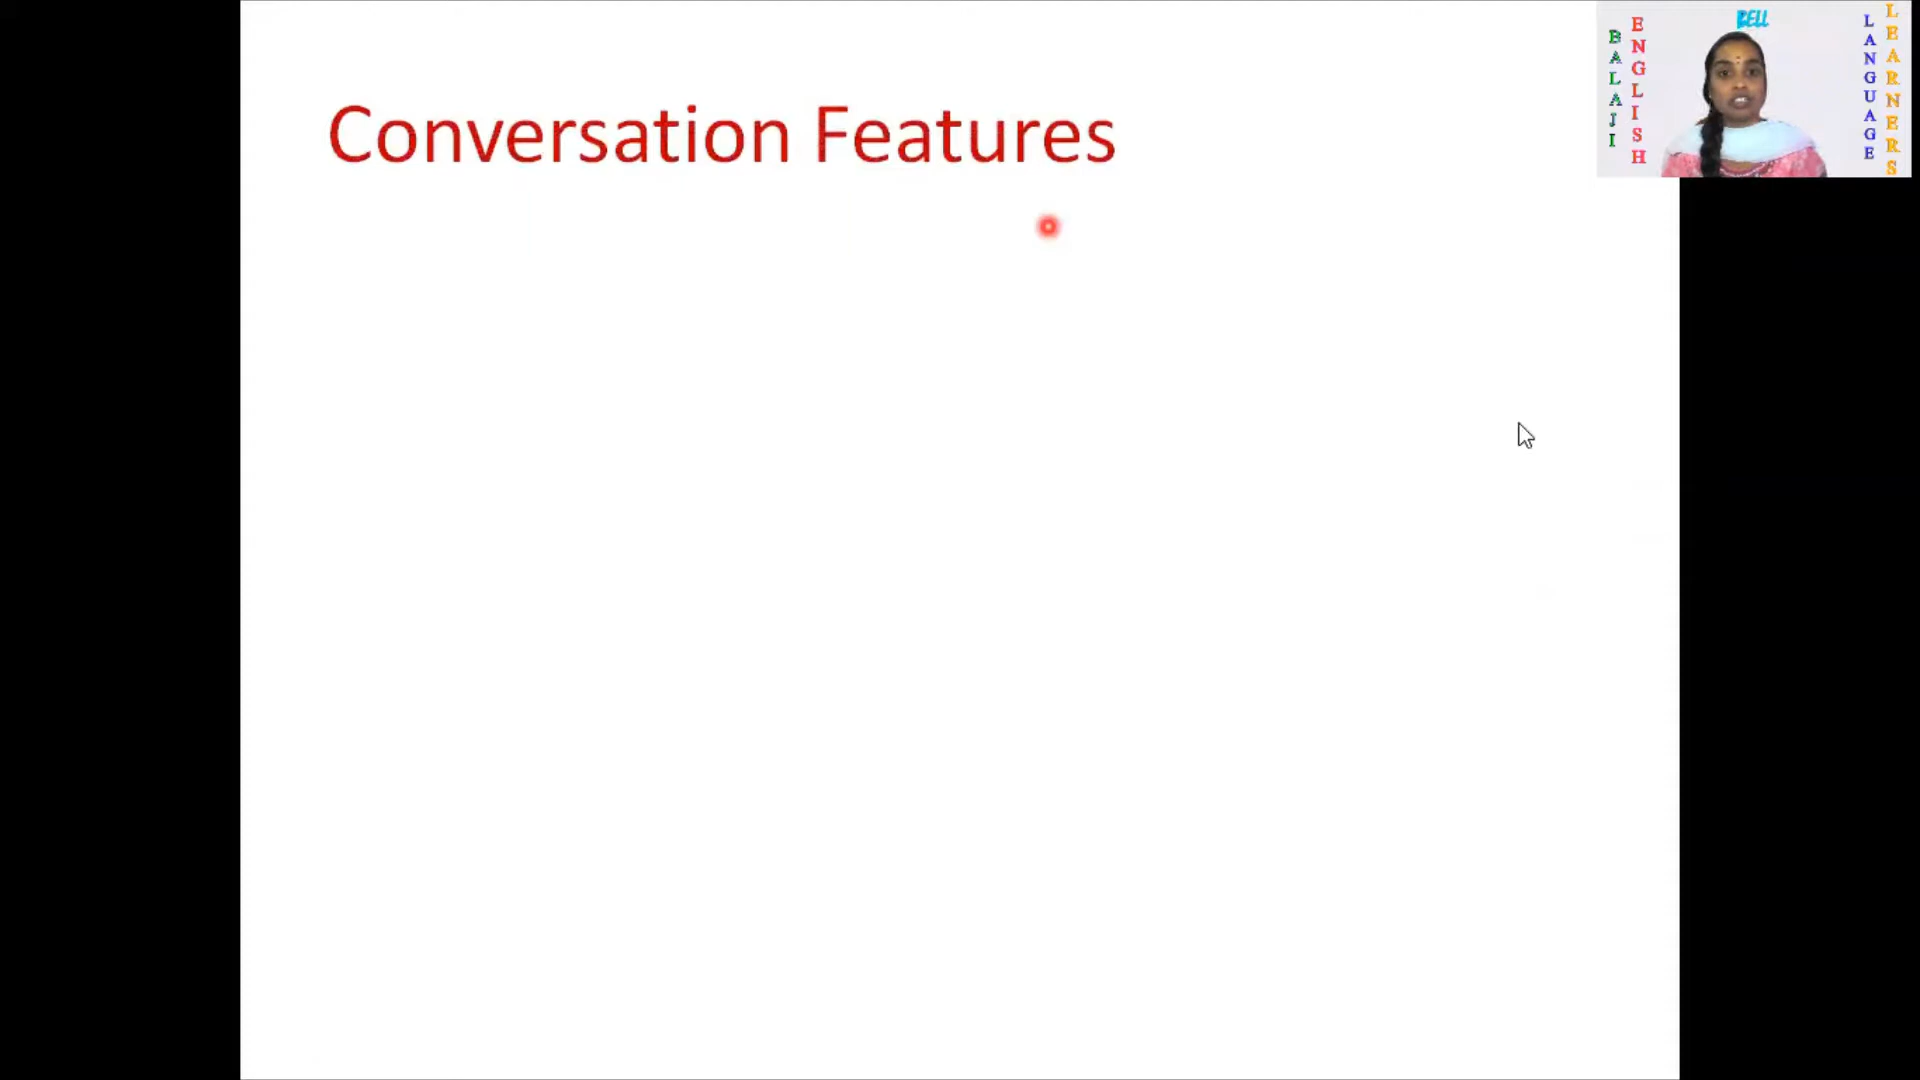 Conversation Features
BELL
BALAJI
ENGLISH
LANGUAGE
LEARNERS